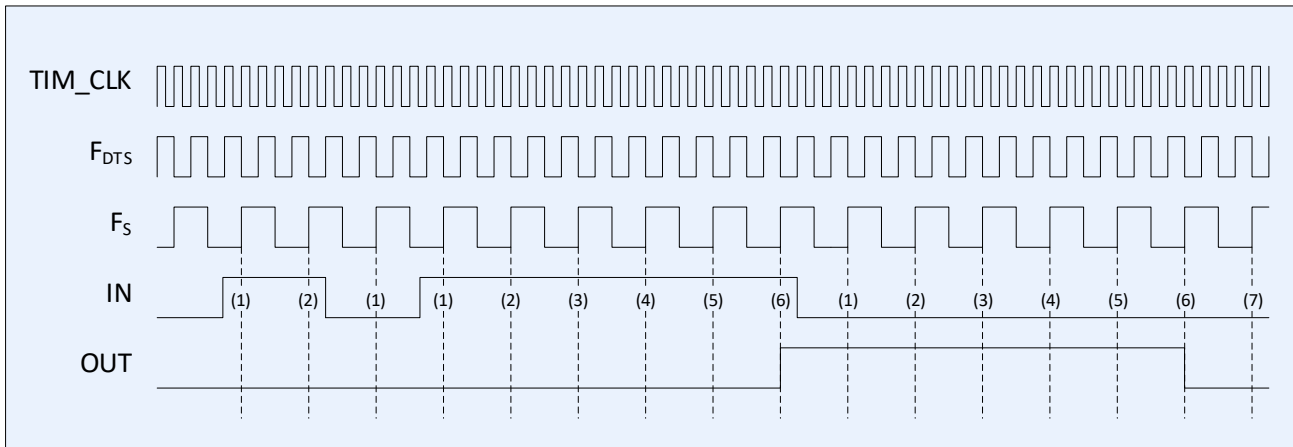 TIM_CLK
FDTS
FS
IN
(1) (2) (1) (1) (2) (3) (4) (5) (6) (1) (2) (3) (4) (5) (6) (7)
OUT